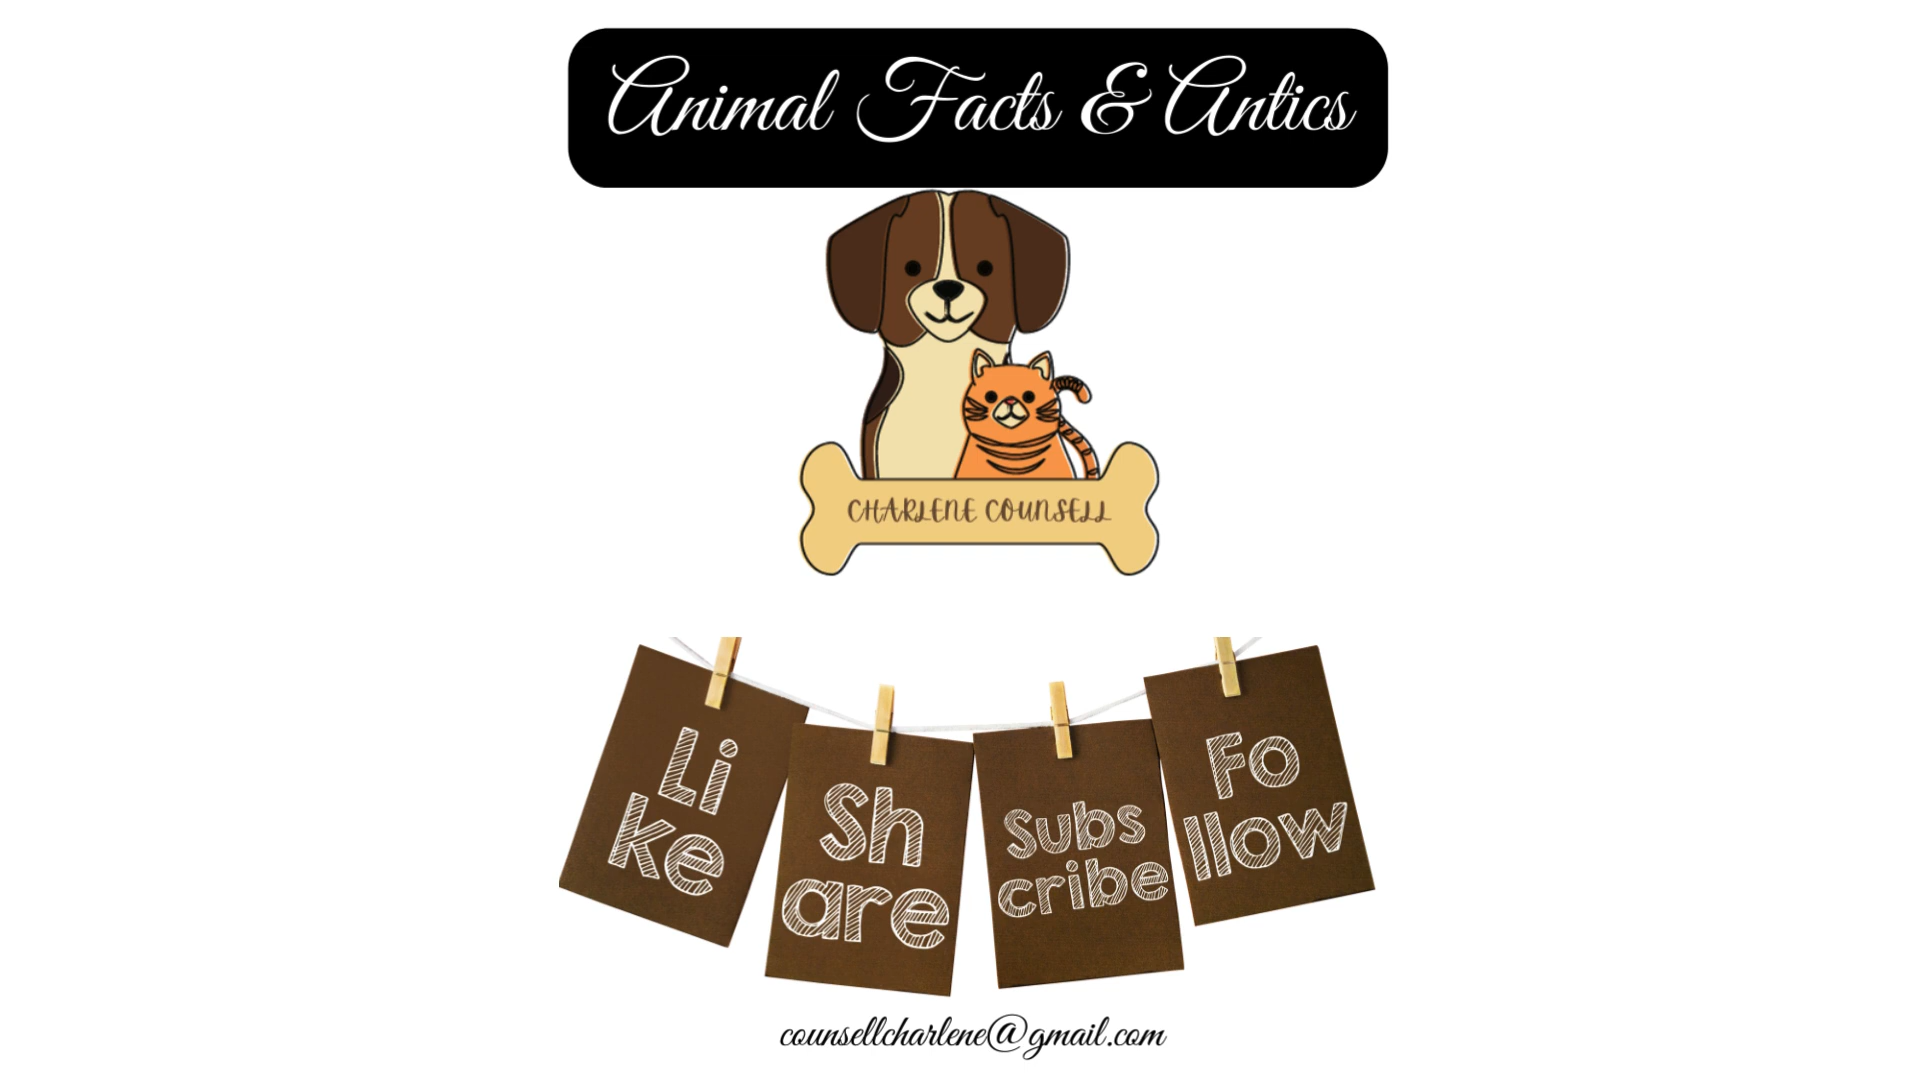 Animal Facts & Antics
CHARLENE COUNSELL
Li
ke
Sh
are
Subs
cribe
Fo
llow
counsellcharlene@gmail.com